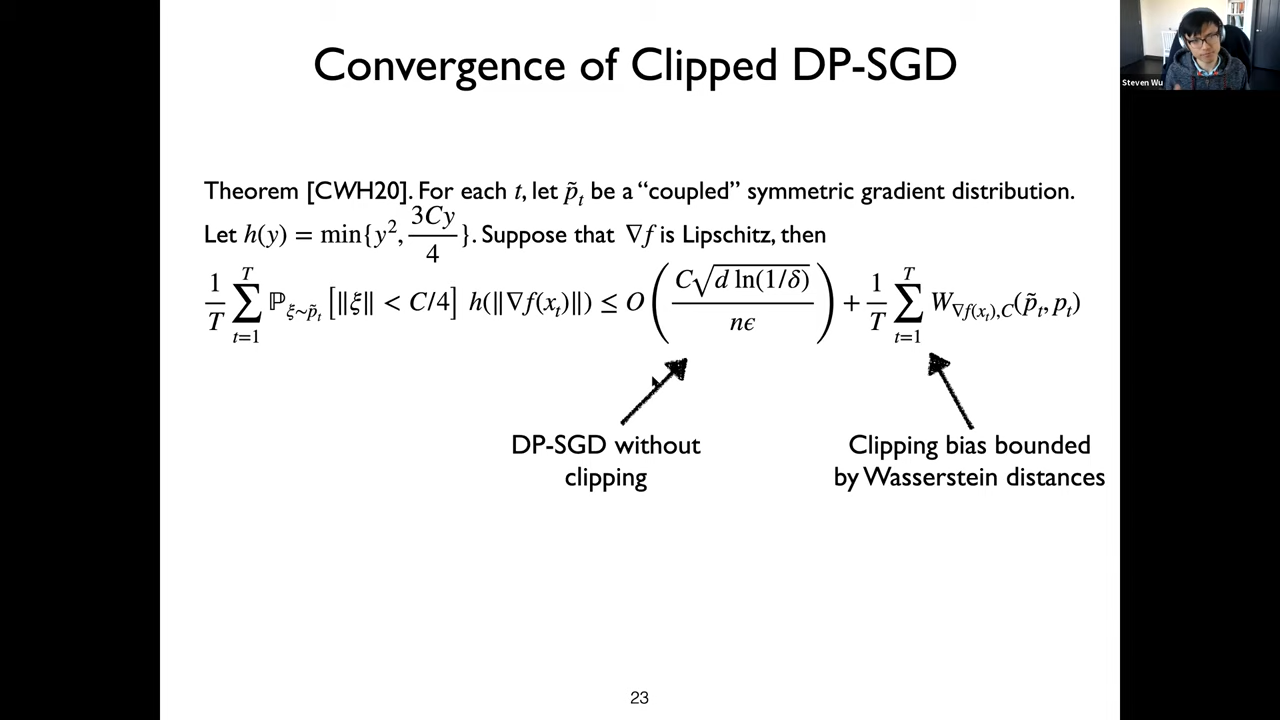 Convergence of Clipped DP-SGD
Steven Wu
Theorem [CWH20]. For each t, let p̃_t be a “coupled” symmetric gradient distribution.
Let h(y) = min{y², 3Cy/4}. Suppose that ∇f is Lipschitz, then
1/T ∑_{t=1}^{T} ℙ_{ξ∼p̃_t} [‖ξ‖ < C/4] h(‖∇f(x_t)‖) ≤ O( C√(d ln(1/δ)) / nϵ ) + 1/T ∑_{t=1}^{T} W_{∇f(x_t),C}(p̃_t, p_t)
DP-SGD without
clipping
Clipping bias bounded
by Wasserstein distances
23